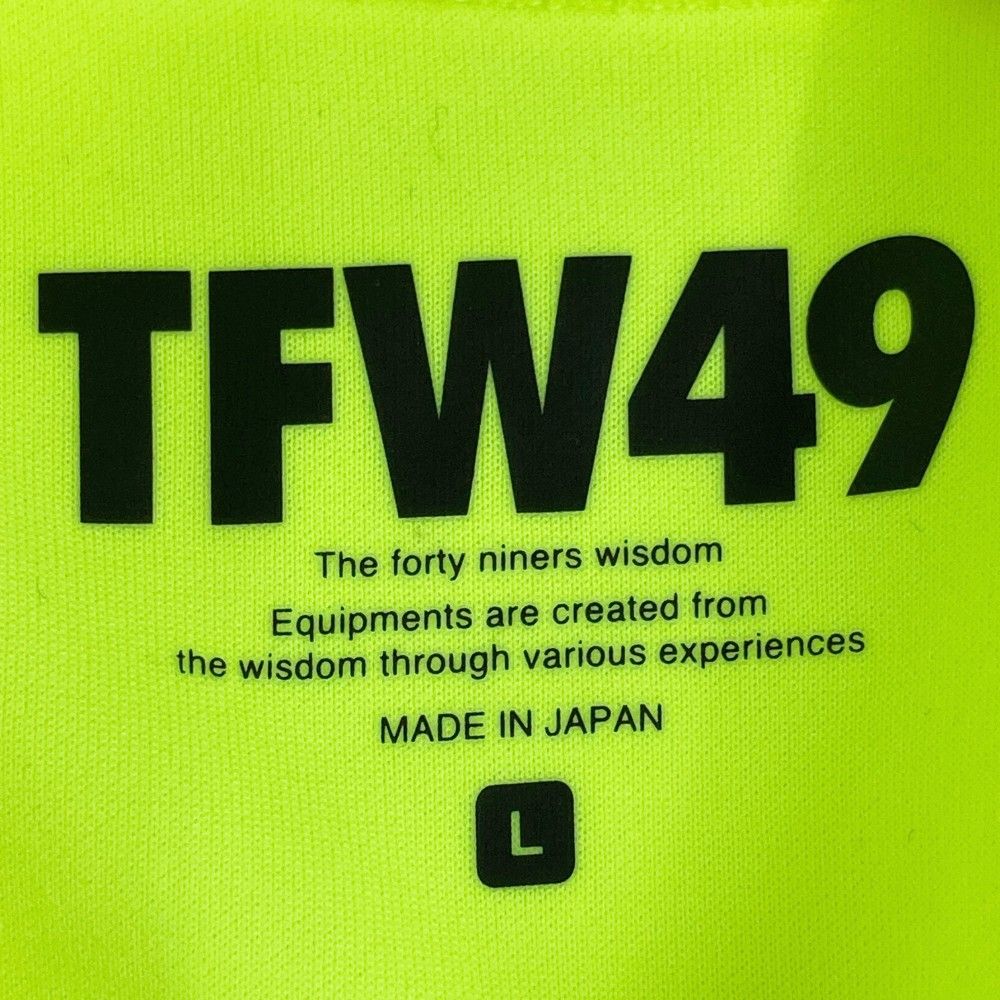 TFW49
The forty niners wisdom
Equipments are created from
the wisdom through various experiences
MADE IN JAPAN
L